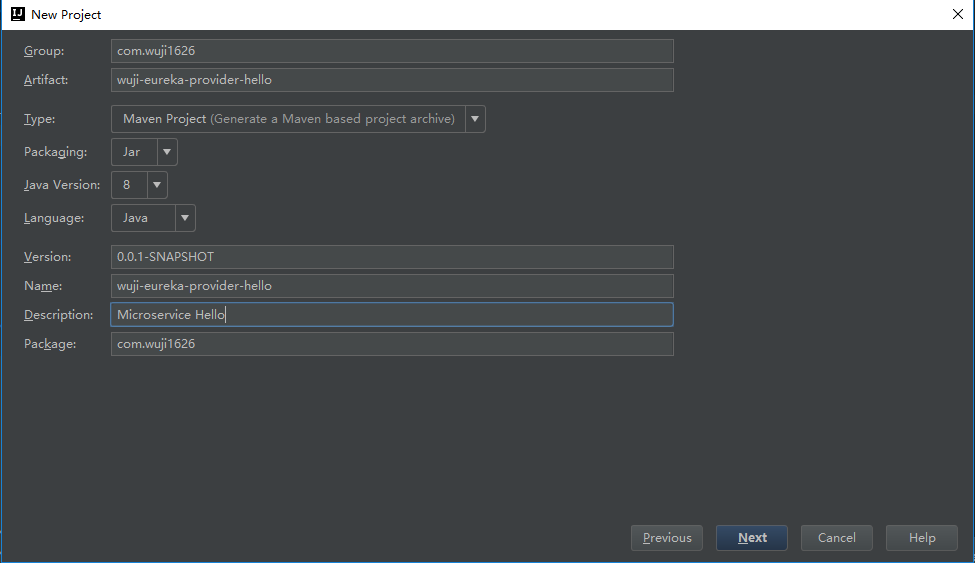 New Project
Group: com.wuji1626
Artifact: wuji-eureka-provider-hello
Type: Maven Project (Generate a Maven based project archive)
Packaging: Jar
Java Version: 8
Language: Java
Version: 0.0.1-SNAPSHOT
Name: wuji-eureka-provider-hello
Description: Microservice Hello
Package: com.wuji1626
Previous Next Cancel Help